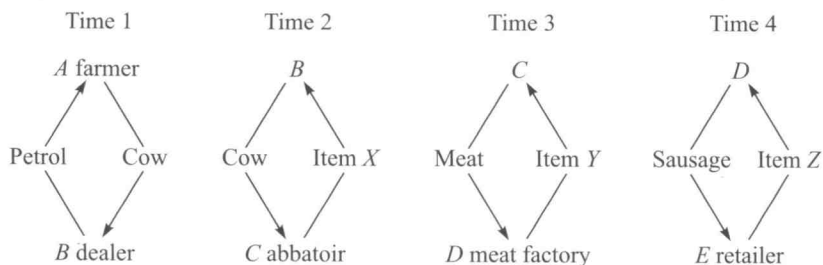 Time 1 Time 2 Time 3 Time 4
A farmer B C D
Petrol Cow Cow Item X Meat Item Y Sausage Item Z
B dealer C abbatoir D meat factory E retailer